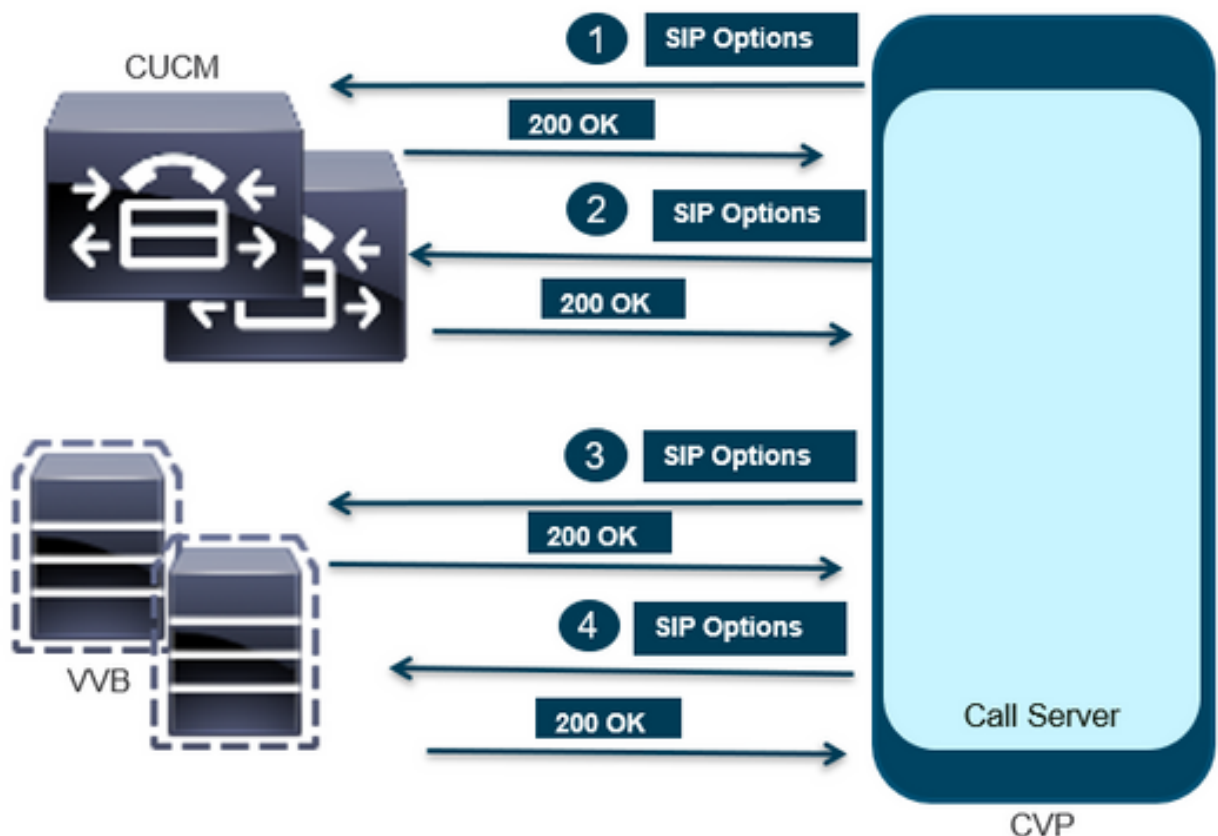 1 SIP Options
CUCM
200 OK
2 SIP Options
200 OK
3 SIP Options
200 OK
4 SIP Options
VVB
200 OK
Call Server
CVP